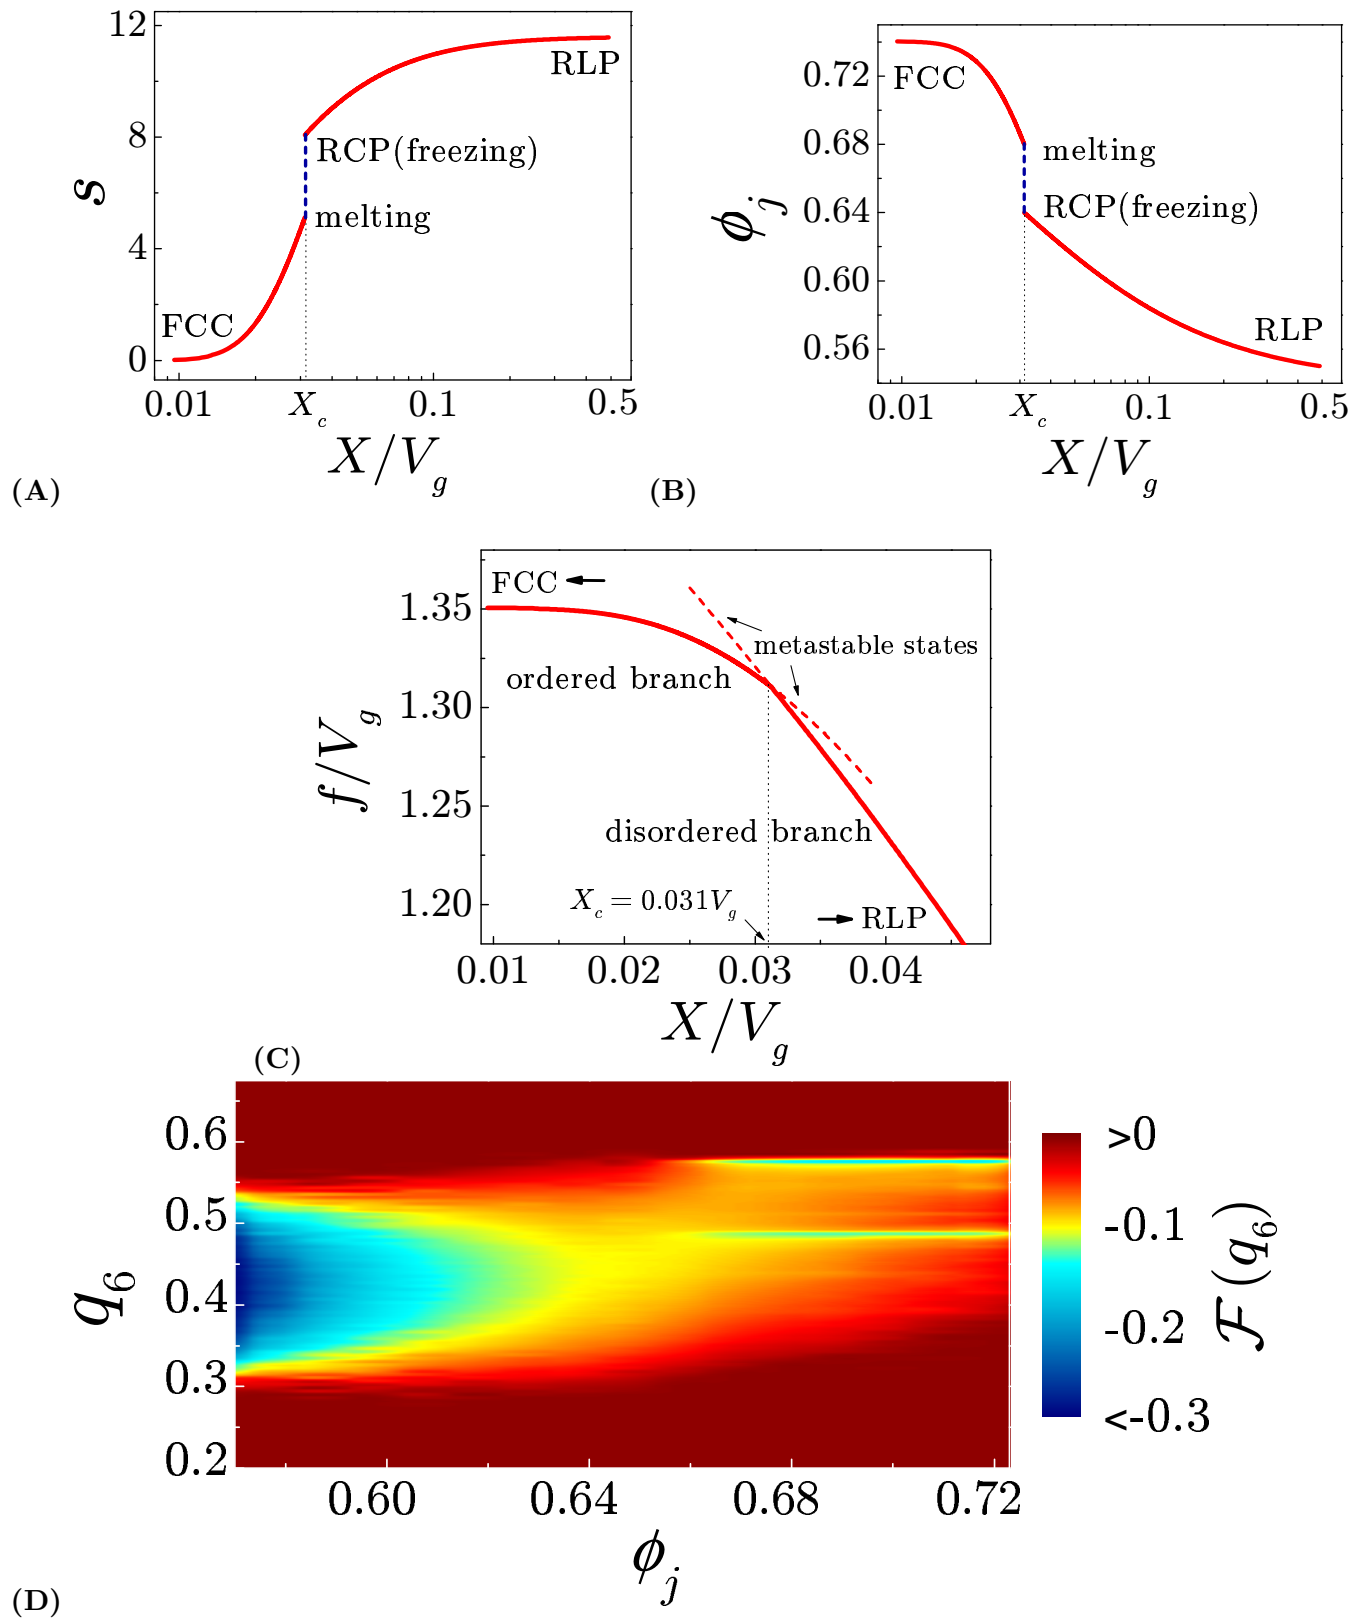 12
8
4
0
s
RLP
RCP(freezing)
melting
FCC
0.01
X_c
0.1
0.5
X/V_g
(A)
0.72
0.68
0.64
0.60
0.56
ϕ_j
FCC
melting
RCP(freezing)
RLP
0.01
X_c
0.1
0.5
X/V_g
(B)
1.35
1.30
1.25
1.20
f/V_g
FCC
metastable states
ordered branch
disordered branch
X_c = 0.031V_g
RLP
0.01
0.02
0.03
0.04
X/V_g
(C)
0.6
0.5
0.4
0.3
0.2
q_6
0.60
0.64
0.68
0.72
ϕ_j
>0
-0.1
-0.2
<-0.3
ℱ(q_6)
(D)